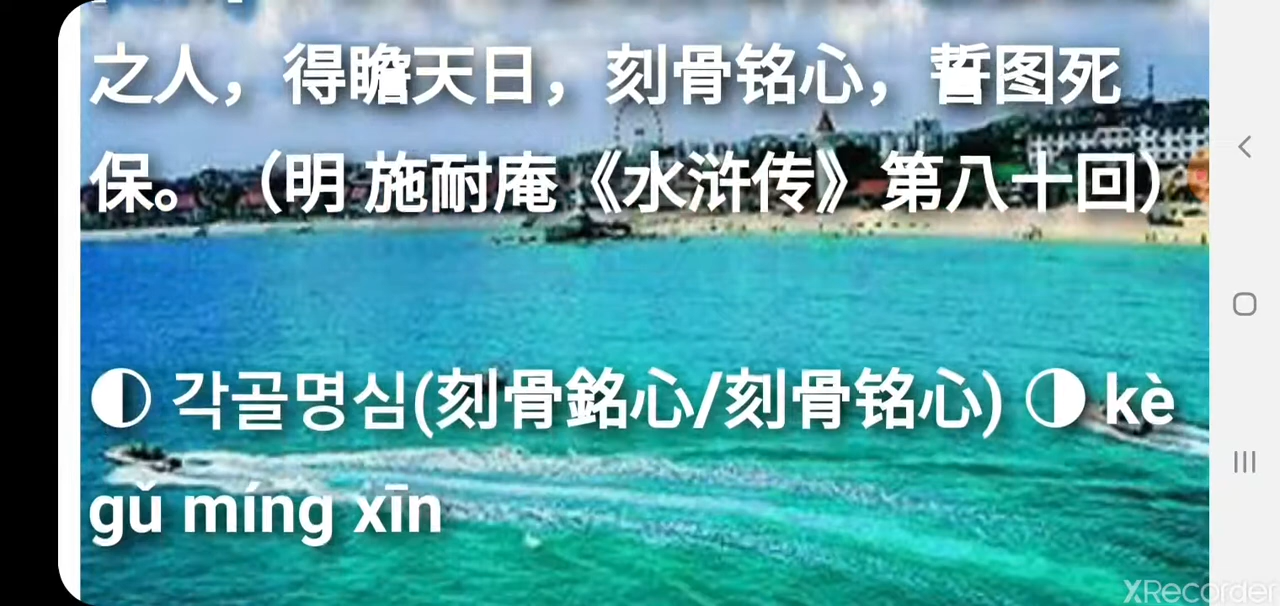 之人，得瞻天日，刻骨铭心，誓图死
保。（明 施耐庵《水浒传》第八十回）
◐ 각골명심(刻骨銘心/刻骨铭心) ◑ kè
gǔ míng xīn
XRecorder